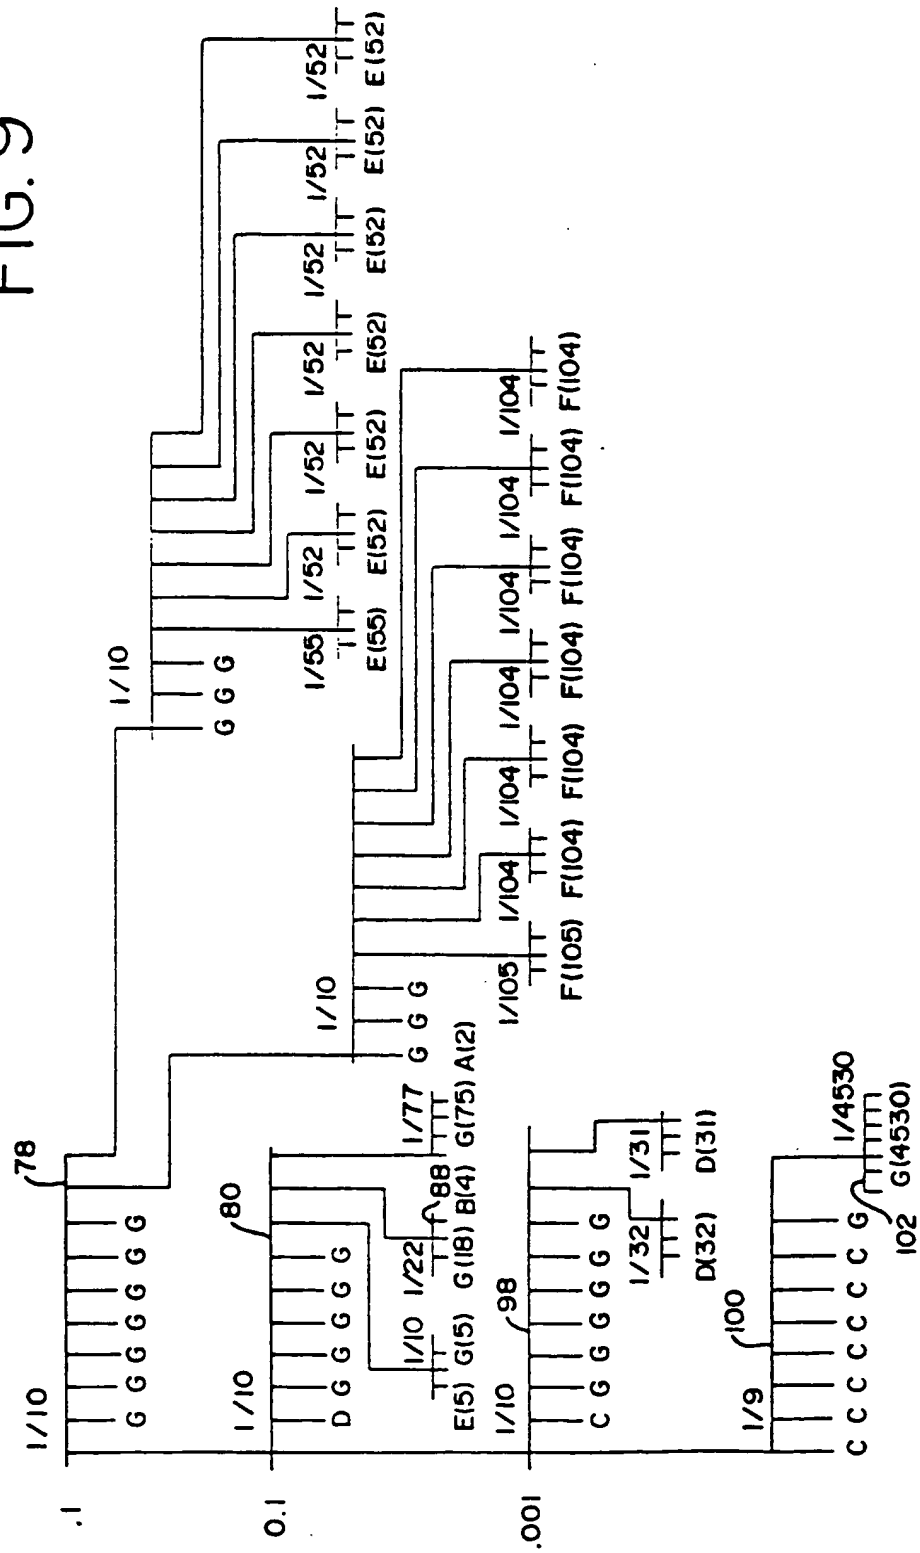 FIG. 9
78
1/10
.1
G G G G G G G
1/10
G G G
1/55 1/52 1/52 1/52 1/52 1/52 1/52
E(55) E(52) E(52) E(52) E(52) E(52) E(52)
80
1/10
0.1
D G G G G G
1/10
G G G
1/10 1/22 88 1/77
E(5) G(5) G(18) B(4) G(75) A(2)
1/105 1/104 1/104 1/104 1/104 1/104 1/104
F(105) F(104) F(104) F(104) F(104) F(104) F(104)
98
1/10
.001
C G G G G G G
1/32 1/31
D(32) D(31)
100
1/9
C C C C C C C G
1/4530
G(4530)
102